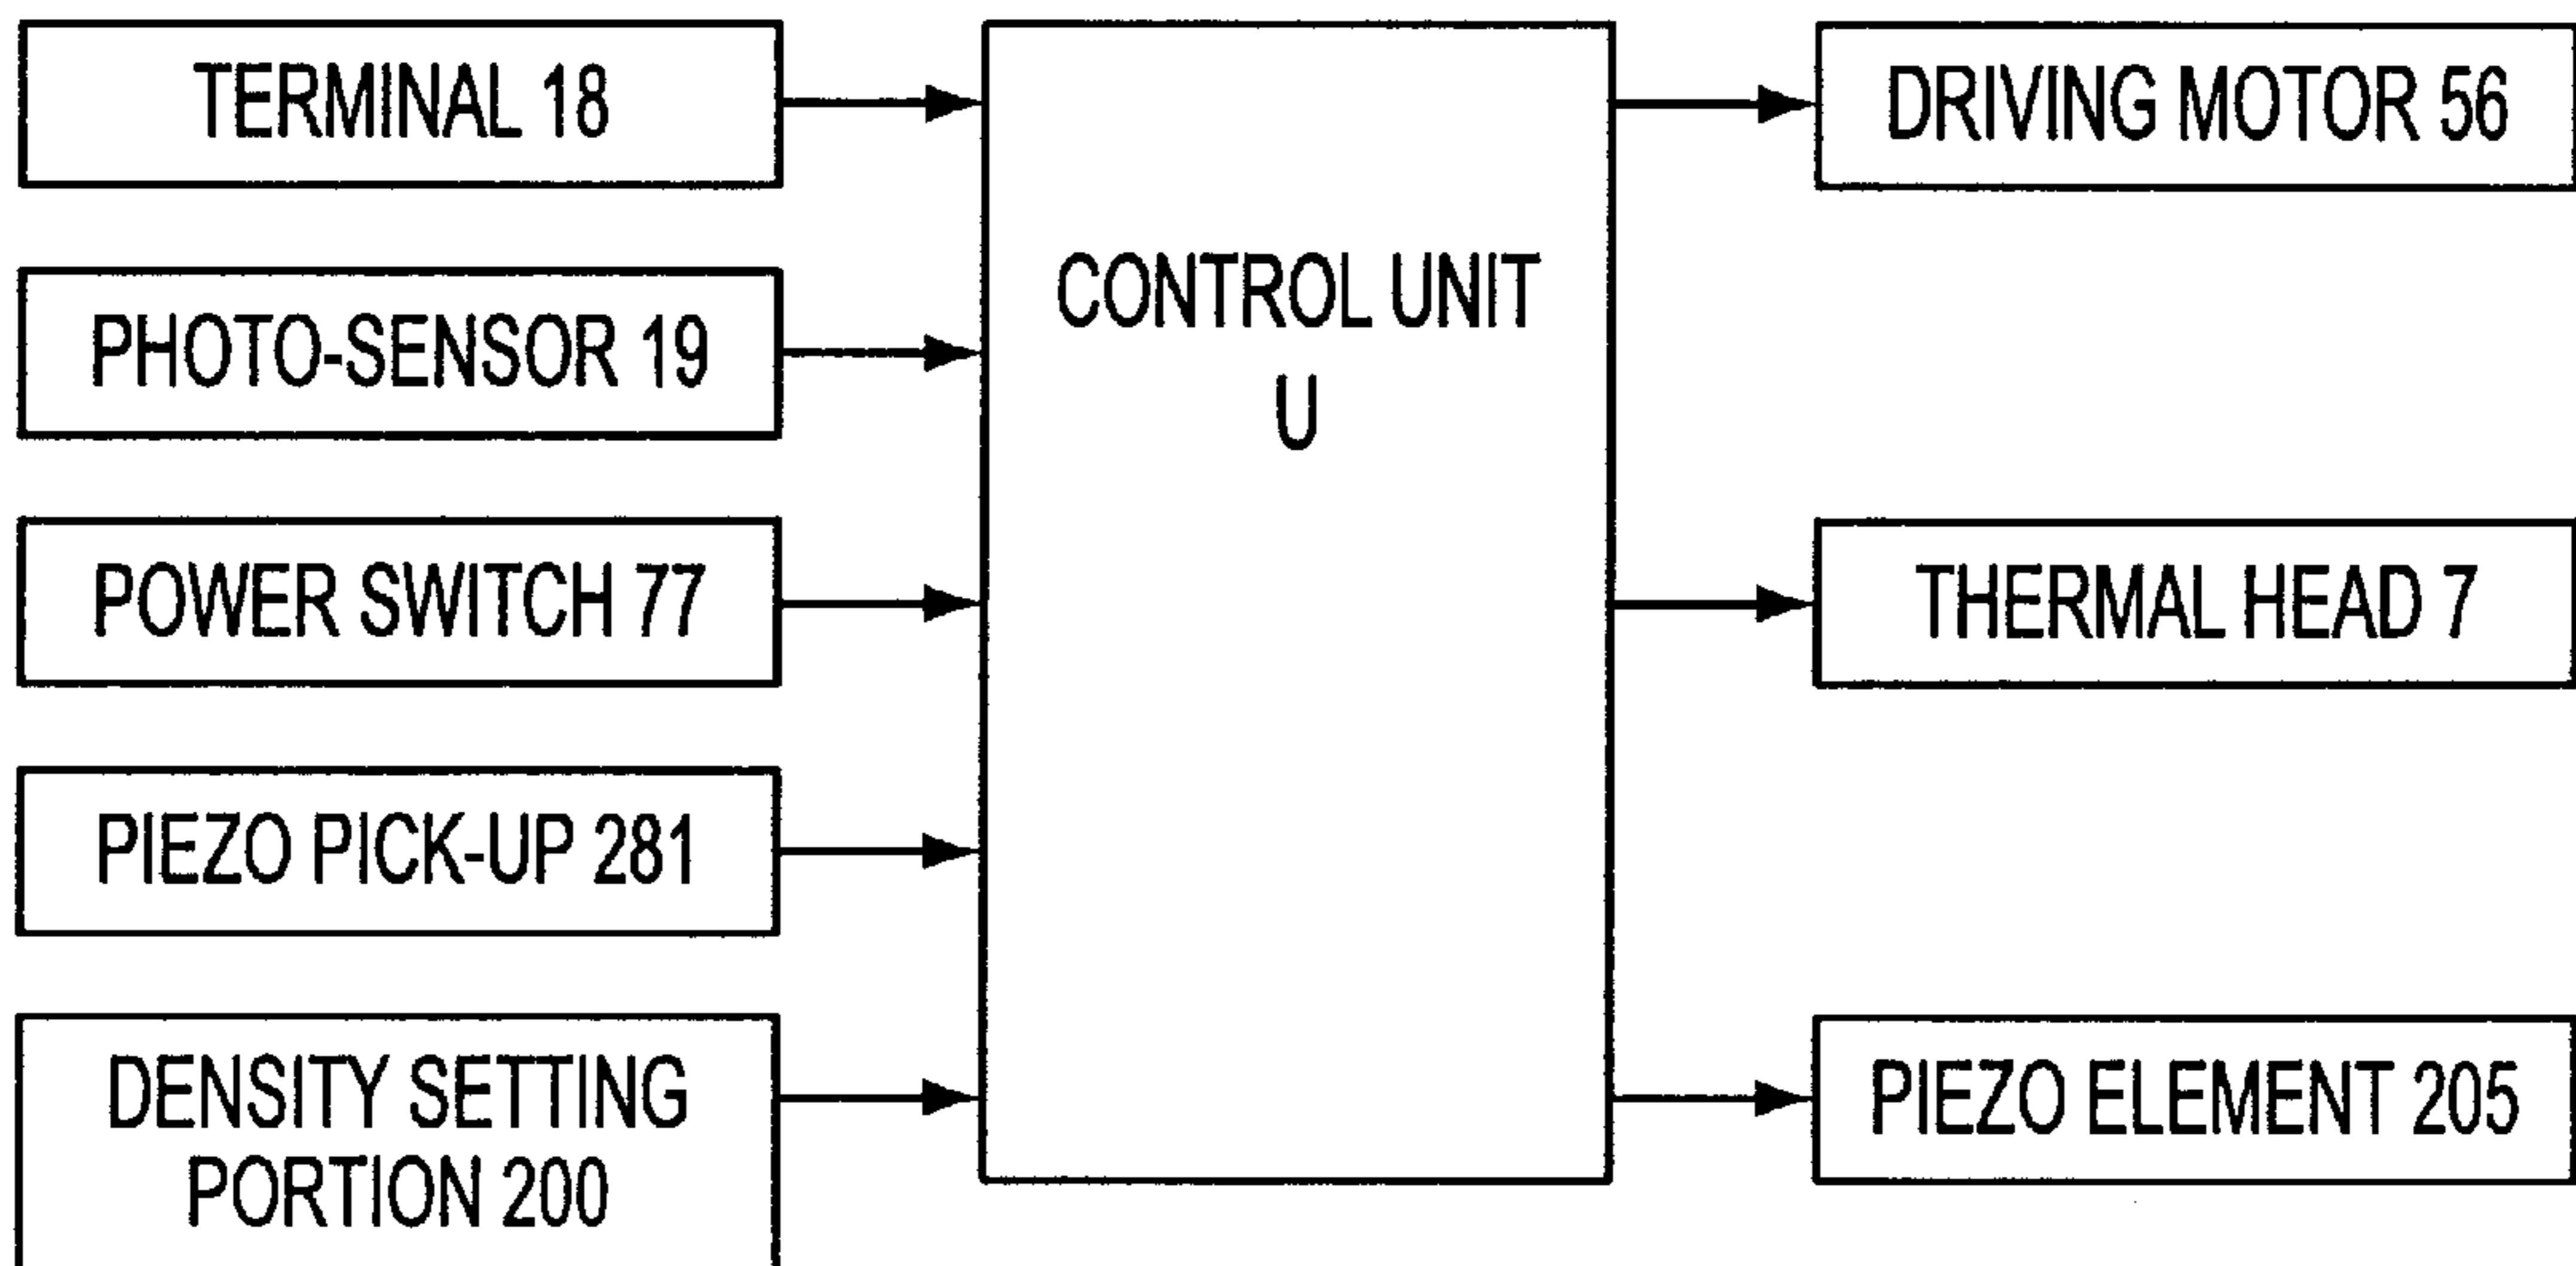 TERMINAL 18
PHOTO-SENSOR 19
POWER SWITCH 77
PIEZO PICK-UP 281
DENSITY SETTING
PORTION 200
CONTROL UNIT
U
DRIVING MOTOR 56
THERMAL HEAD 7
PIEZO ELEMENT 205